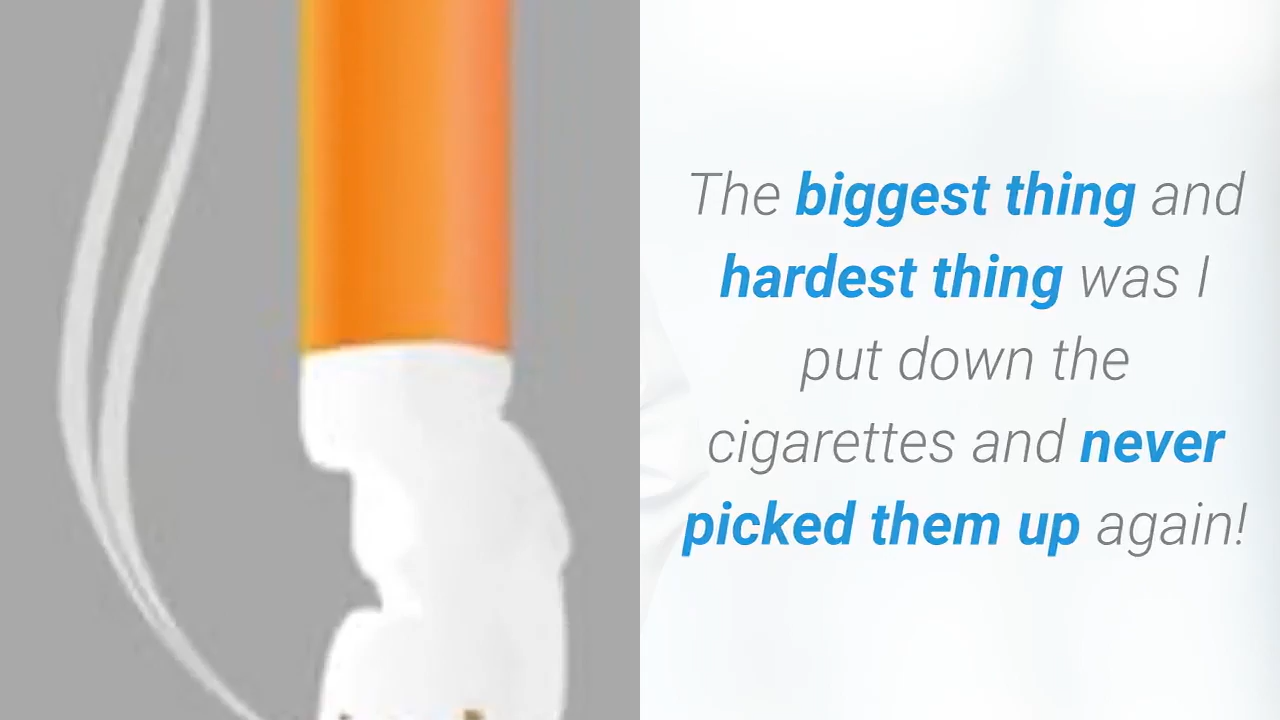 The biggest thing and
hardest thing was I
put down the
cigarettes and never
picked them up again!